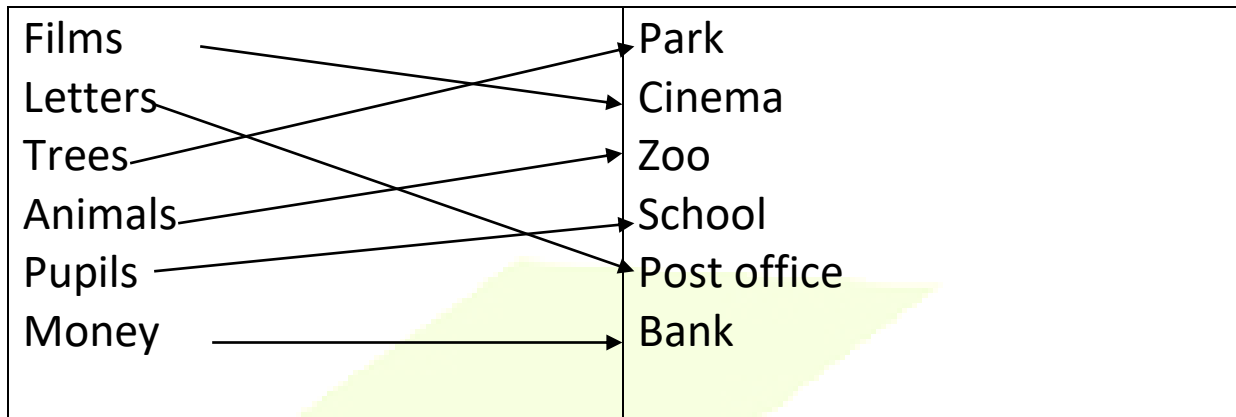 Films
Letters
Trees
Animals
Pupils
Money
Park
Cinema
Zoo
School
Post office
Bank